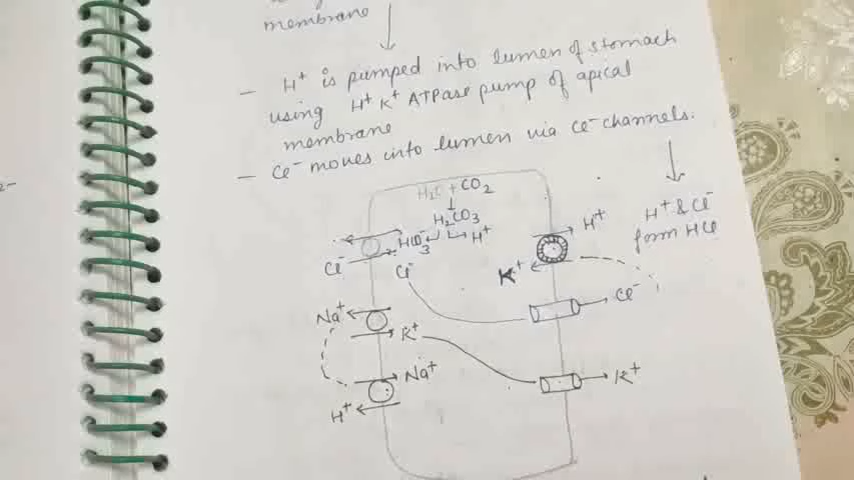 membrane
- H⁺ is pumped into lumen of stomach
using H⁺ K⁺ ATPase pump of apical
membrane
- Cl⁻ moves into lumen via Cl⁻ channels.
H⁺ & Cl⁻
form HCl
H₂O + CO₂
H₂CO₃
HCO₃⁻ H⁺
Cl⁻ Cl⁻
H⁺
K⁺
Cl⁻
Na⁺
K⁺
K⁺
Na⁺
H⁺